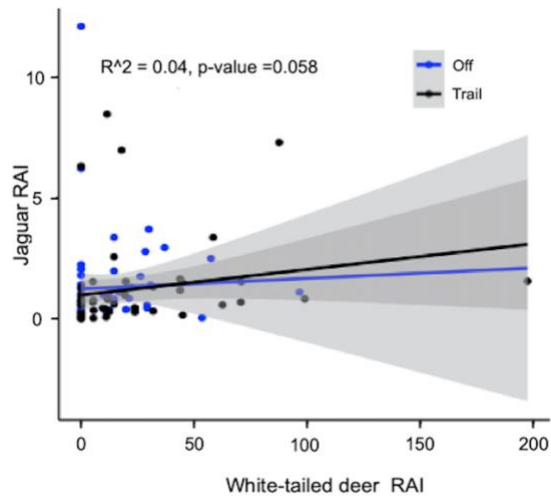 R^2 = 0.04, p-value =0.058
Off
Trail
10
5
0
Jaguar RAI
0 50 100 150 200
White-tailed deer RAI